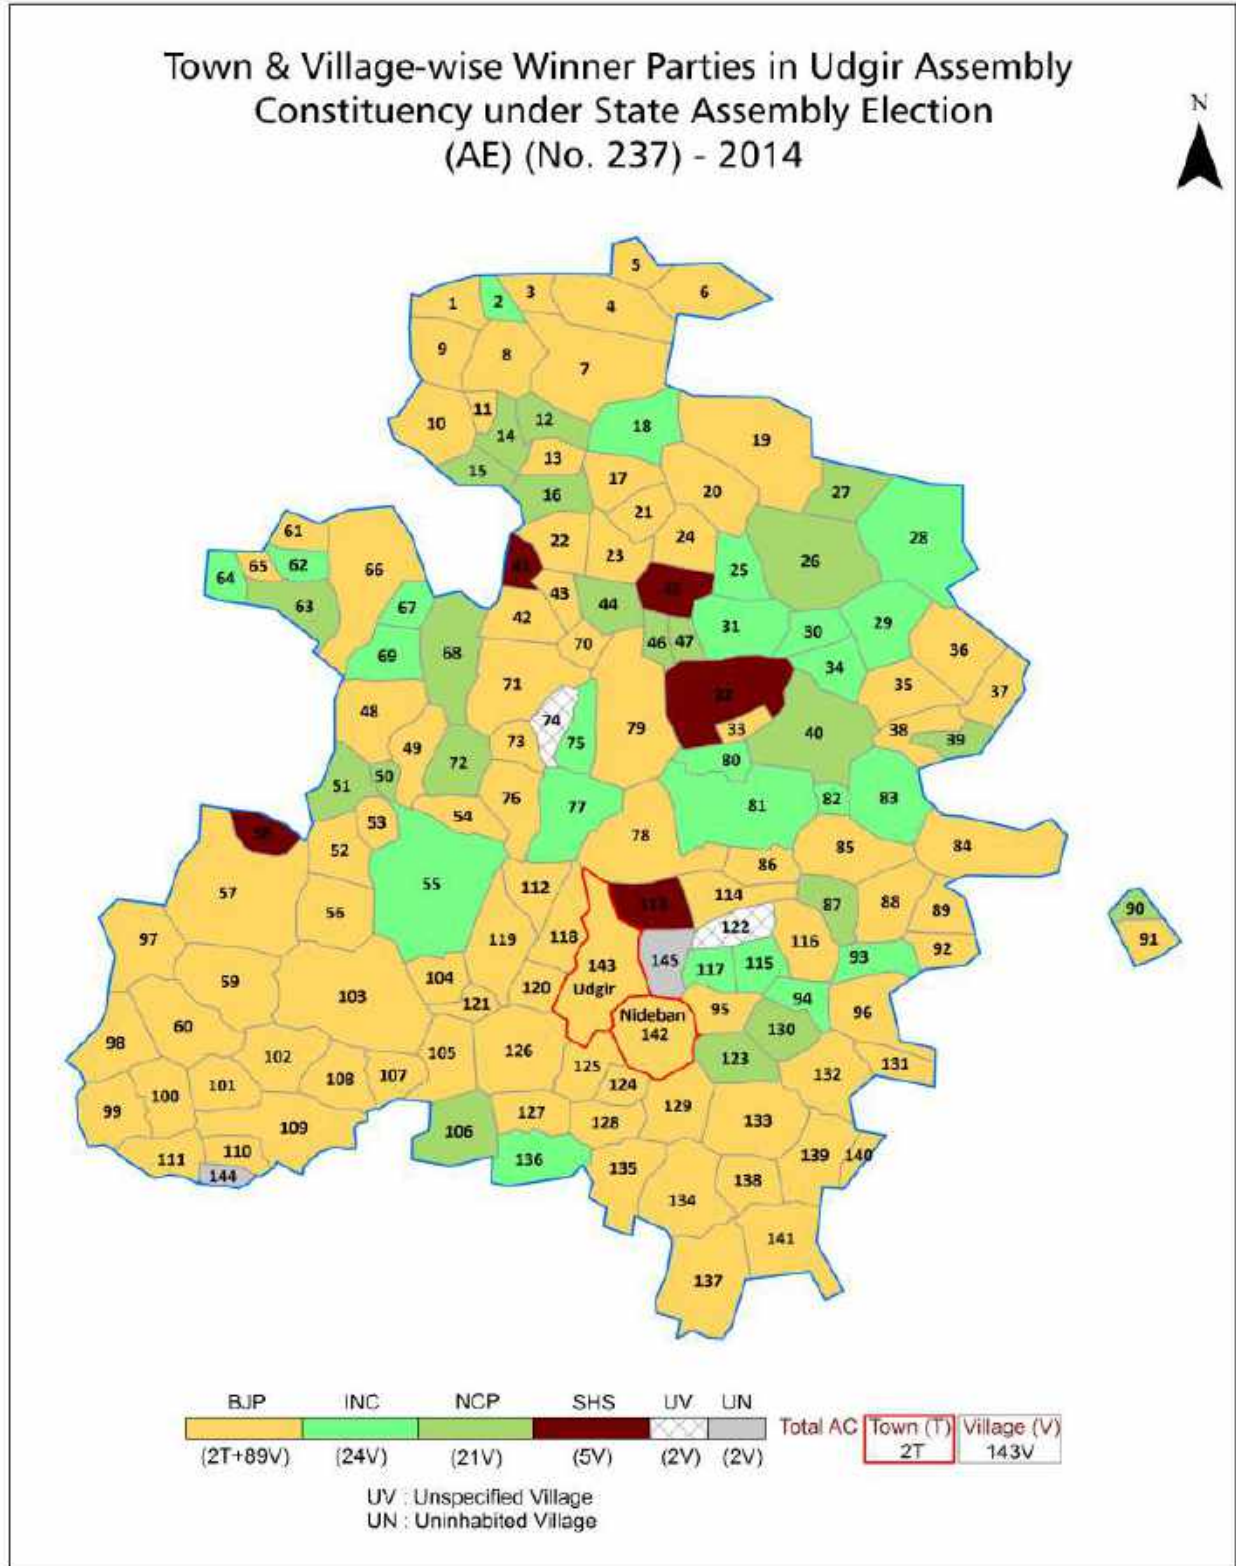 Town & Village-wise Winner Parties in Udgir Assembly
Constituency under State Assembly Election
(AE) (No. 237) - 2014
N
5
1 2 3 4 6
9 8 7
10 11 12 18 19
14 13
15 16 17 20 27
21
61 22 23 24 28
64 65 62 66 43 25 26
63 67 42 44
46 47 31 30 29
69 68 70 34 36
48 71 35 37
74 33 38
49 73 75 79 40 39
51 50 72 80
76 77 81 82 83
53 54
52 78 85 84
86
57 55 112 114
56 87 88 89 90
97 119 118 122 116 92 91
59 104 143 145 117 115 93
103 121 120 Udgir 94
60 Nideban 95 96
98 142 130
102 105 126 125 123 131
101 108 107 124 132
99 100 127 129
109 106 128 133
111 110 136 135 139 140
144 134 138
141
137
BJP INC NCP SHS UV UN
Total AC Town (T) Village (V)
2T 143V
(2T+89V) (24V) (21V) (5V) (2V) (2V)
UV : Unspecified Village
UN : Uninhabited Village